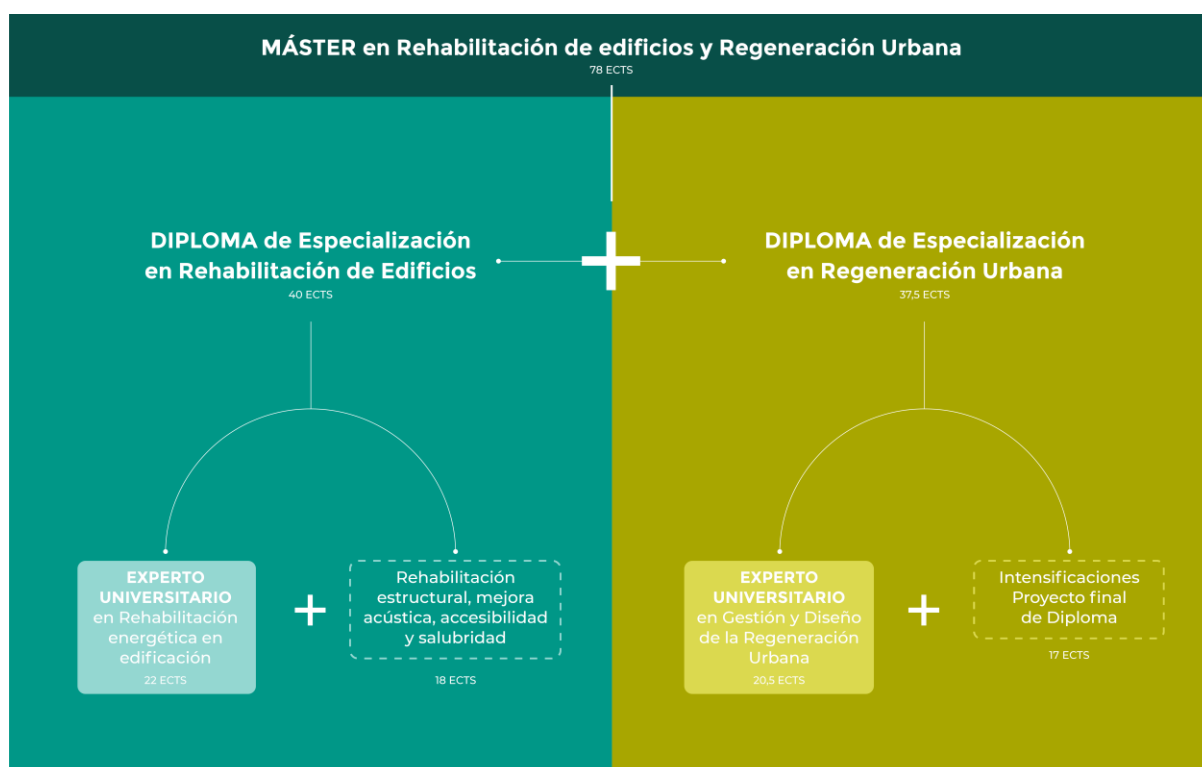 MÁSTER en Rehabilitación de edificios y Regeneración Urbana
78 ECTS
DIPLOMA de Especialización
en Rehabilitación de Edificios
40 ECTS
DIPLOMA de Especialización
en Regeneración Urbana
37,5 ECTS
EXPERTO
UNIVERSITARIO
en Rehabilitación
energética en
edificación
22 ECTS
+
Rehabilitación
estructural, mejora
acústica, accesibilidad
y salubridad
18 ECTS
EXPERTO
UNIVERSITARIO
en Gestión y Diseño
de la Regeneración
Urbana
20,5 ECTS
+
Intensificaciones
Proyecto final
de Diploma
17 ECTS